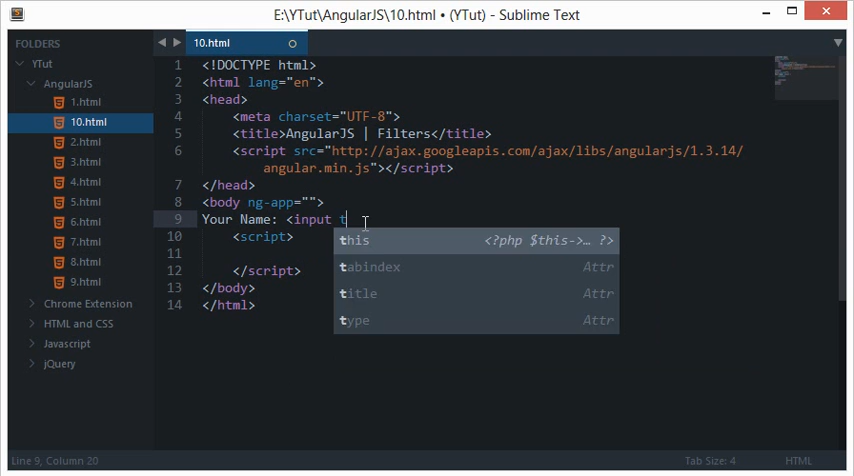 E:\YTut\AngularJS\10.html • (YTut) - Sublime Text
FOLDERS
YTut
AngularJS
1.html
10.html
2.html
3.html
4.html
5.html
6.html
7.html
8.html
9.html
Chrome Extension
HTML and CSS
Javascript
jQuery
10.html
1 <!DOCTYPE html>
2 <html lang="en">
3 <head>
4 <meta charset="UTF-8">
5 <title>AngularJS | Filters</title>
6 <script src="http://ajax.googleapis.com/ajax/libs/angularjs/1.3.14/
angular.min.js"></script>
7 </head>
8 <body ng-app="">
9 Your Name: <input t
10 <script>
11
12 </script>
13 </body>
14 </html>
this <?php $this->… ?>
tabindex Attr
title Attr
type Attr
Line 9, Column 20
Tab Size: 4
HTML